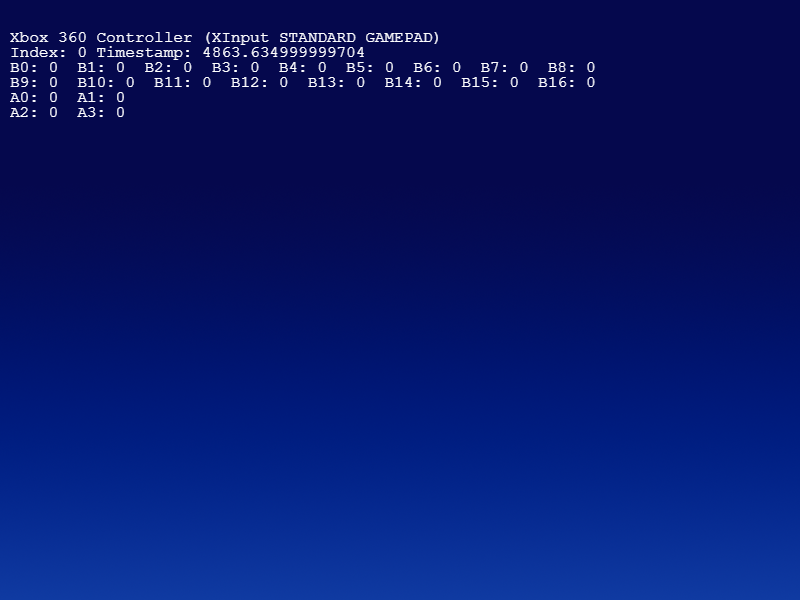 Xbox 360 Controller (XInput STANDARD GAMEPAD)
Index: 0 Timestamp: 4863.634999999704
B0: 0  B1: 0  B2: 0  B3: 0  B4: 0  B5: 0  B6: 0  B7: 0  B8: 0
B9: 0  B10: 0  B11: 0  B12: 0  B13: 0  B14: 0  B15: 0  B16: 0
A0: 0  A1: 0
A2: 0  A3: 0